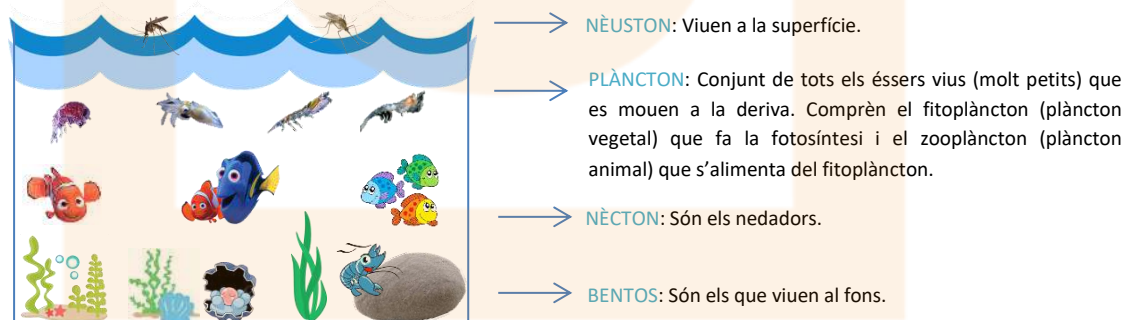 NÈUSTON: Viuen a la superfície.
PLÀNCTON: Conjunt de tots els éssers vius (molt petits) que
es mouen a la deriva. Comprèn el fitoplàncton (plàncton
vegetal) que fa la fotosíntesi i el zooplàncton (plàncton
animal) que s’alimenta del fitoplàncton.
NÈCTON: Són els nedadors.
BENTOS: Són els que viuen al fons.